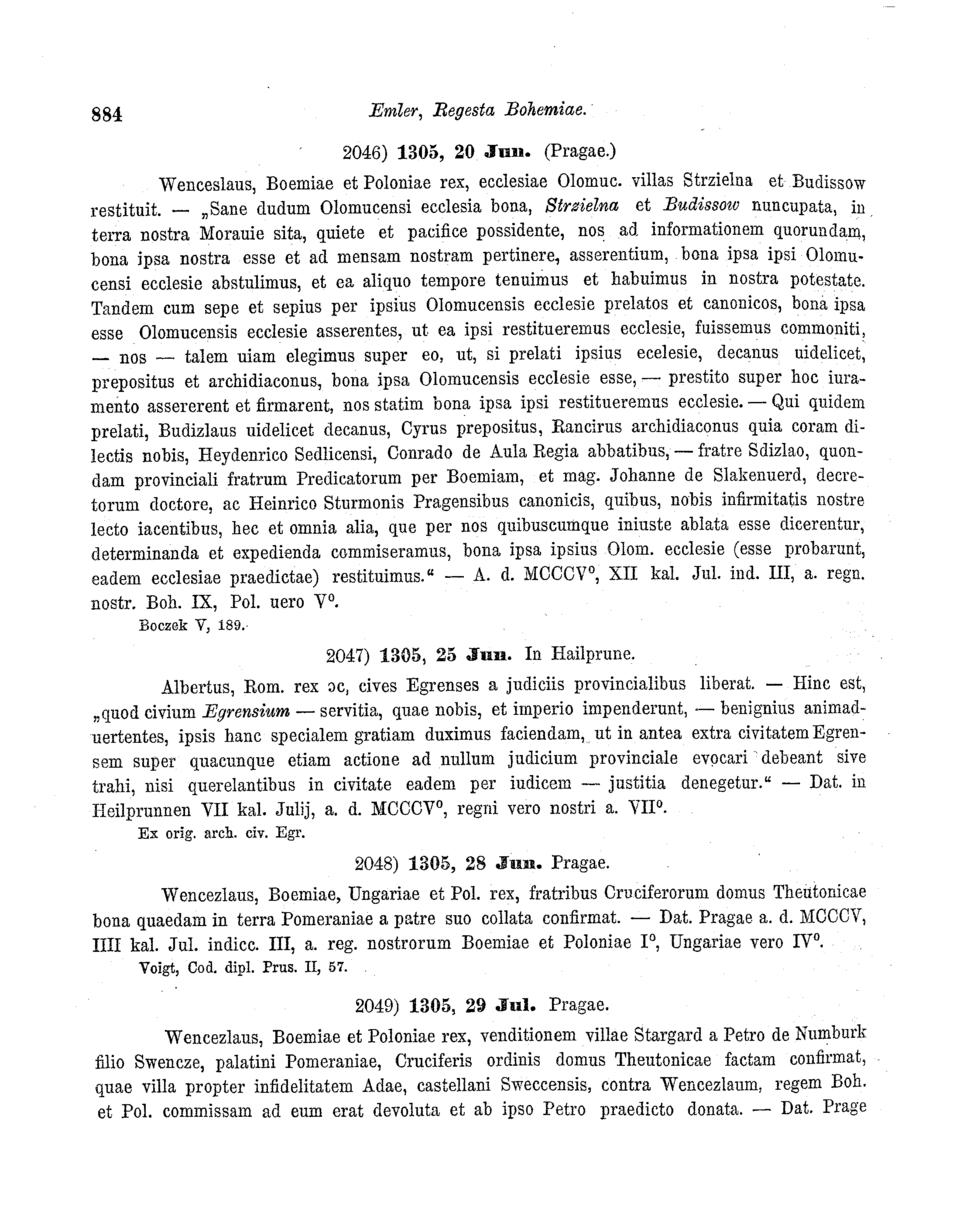 884
Emler, Regesta Bohemiae.
2046) 1305, 20 Jun. (Pragae.)
Wenceslaus, Boemiae et Poloniae rex, ecclesiae Olomuc. villas Strzielna et Budissow
restituit. — „Sane dudum Olomucensi ecclesia bona, Strzielna et Budissow nuncupata, in
terra nostra Morauie sita, quiete et pacifice possidente, nos ad informationem quorundam,
bona ipsa nostra esse et ad mensam nostram pertinere, asserentium, bona ipsa ipsi Olomu-
censi ecclesie abstulimus, et ea aliquo tempore tenuimus et habuimus in nostra potestate.
Tandem cum sepe et sepius per ipsius Olomucensis ecclesie prelatos et canonicos, bona ipsa
esse Olomucensis ecclesie asserentes, ut ea ipsi restitueremus ecclesie, fuissemus commoniti,
— nos — talem uiam elegimus super eo, ut, si prelati ipsius ecelesie, decanus uidelicet,
prepositus et archidiaconus, bona ipsa Olomucensis ecclesie esse, — prestito super hoc iura-
mento assererent et firmarent, nos statim bona ipsa ipsi restitueremus ecclesie. — Qui quidem
prelati, Budizlaus uidelicet decanus, Cyrus prepositus, Rancirus archidiaconus quia coram di-
lectis nobis, Heydenrico Sedlicensi, Conrado de Aula Regia abbatibus, — fratre Sdizlao, quon-
dam provinciali fratrum Predicatorum per Boemiam, et mag. Johanne de Slakenuerd, decre-
torum doctore, ac Heinrico Sturmonis Pragensibus canonicis, quibus, nobis infirmitatis nostre
lecto iacentibus, hec et omnia alia, que per nos quibuscumque iniuste ablata esse dicerentur,
determinanda et expedienda commiseramus, bona ipsa ipsius Olom. ecclesie (esse probarunt,
eadem ecclesiae praedictae) restituimus.“ — A. d. MCCCV⁰, XII kal. Jul. ind. III, a. regn.
nostr. Boh. IX, Pol. uero V⁰.
Boczek V, 189.
2047) 1305, 25 Jun. In Hailprune.
Albertus, Rom. rex ɔc, cives Egrenses a judiciis provincialibus liberat. — Hinc est,
„quod civium Egrensium — servitia, quae nobis, et imperio impenderunt, — benignius animad-
uertentes, ipsis hanc specialem gratiam duximus faciendam, ut in antea extra civitatem Egren-
sem super quacunque etiam actione ad nullum judicium provinciale evocari debeant sive
trahi, nisi querelantibus in civitate eadem per iudicem — justitia denegetur.“ — Dat. in
Heilprunnen VII kal. Julij, a. d. MCCCV⁰, regni vero nostri a. VII⁰.
Ex orig. arch. civ. Egr.
2048) 1305, 28 Jun. Pragae.
Wencezlaus, Boemiae, Ungariae et Pol. rex, fratribus Cruciferorum domus Theutonicae
bona quaedam in terra Pomeraniae a patre suo collata confirmat. — Dat. Pragae a. d. MCCCV,
IIII kal. Jul. indicc. III, a. reg. nostrorum Boemiae et Poloniae I⁰, Ungariae vero IV⁰.
Voigt, Cod. dipl. Prus. II, 57.
2049) 1305, 29 Jul. Pragae.
Wencezlaus, Boemiae et Poloniae rex, venditionem villae Stargard a Petro de Numburk
filio Swencze, palatini Pomeraniae, Cruciferis ordinis domus Theutonicae factam confirmat,
quae villa propter infidelitatem Adae, castellani Sweccensis, contra Wencezlaum, regem Boh.
et Pol. commissam ad eum erat devoluta et ab ipso Petro praedicto donata. — Dat. Prage